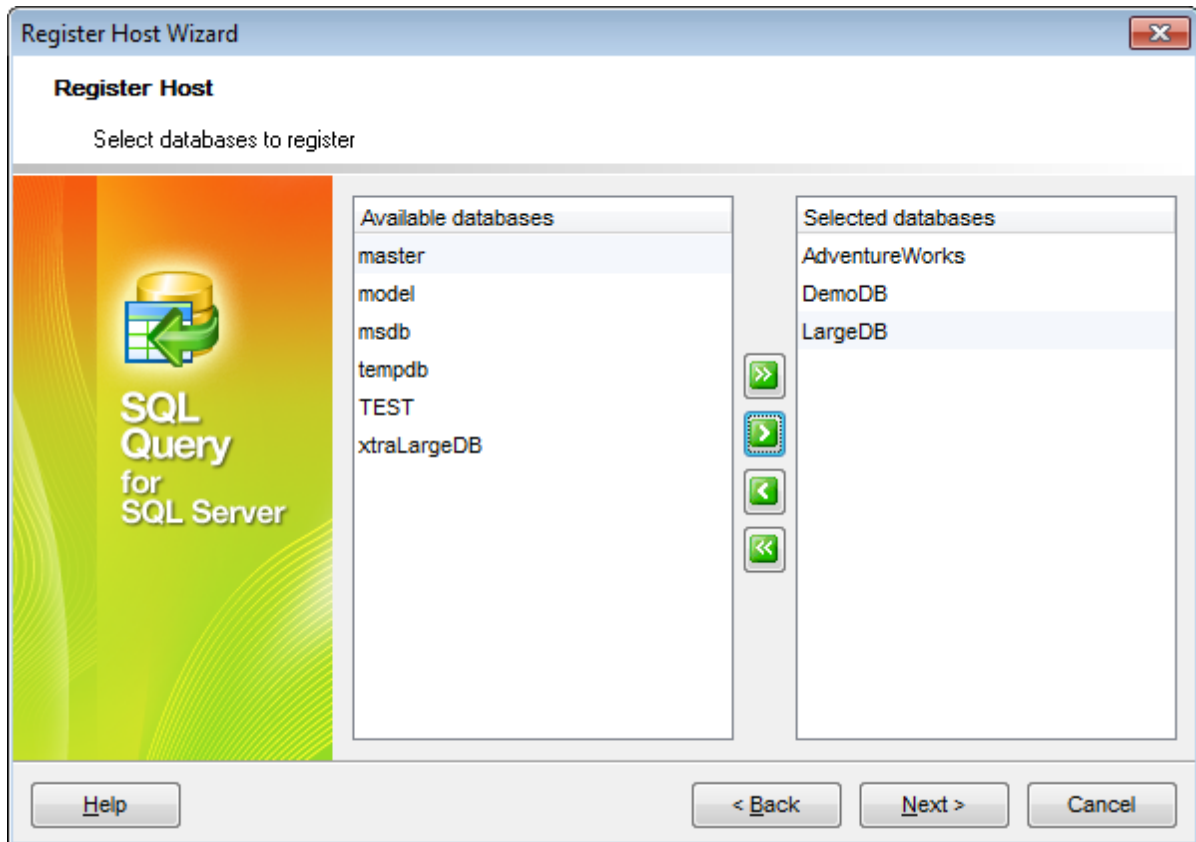 Register Host Wizard
Register Host
Select databases to register
SQL
Query
for
SQL Server
Available databases
master
model
msdb
tempdb
TEST
xtraLargeDB
Selected databases
AdventureWorks
DemoDB
LargeDB
Help
< Back
Next >
Cancel